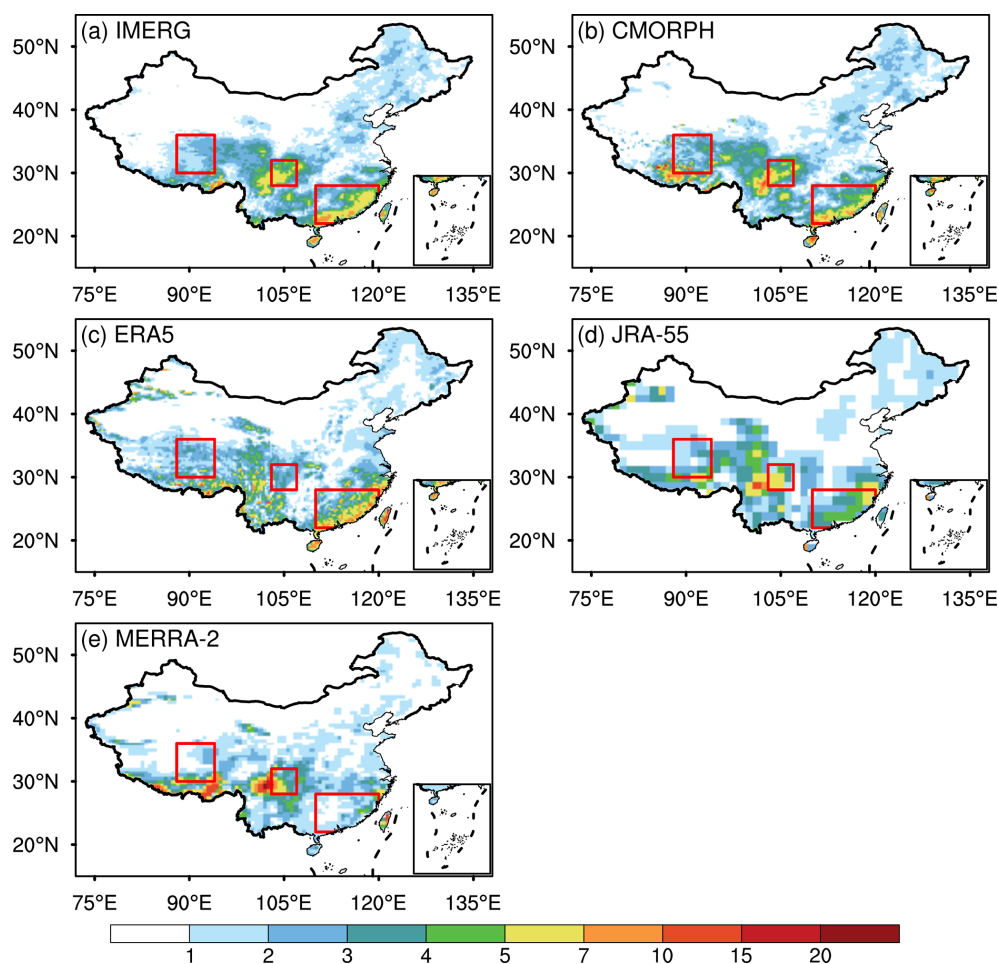 (a) IMERG
(b) CMORPH
50°N
50°N
40°N
40°N
30°N
30°N
20°N
20°N
75°E 90°E 105°E 120°E 135°E
75°E 90°E 105°E 120°E 135°E
(c) ERA5
(d) JRA-55
50°N
50°N
40°N
40°N
30°N
30°N
20°N
20°N
75°E 90°E 105°E 120°E 135°E
75°E 90°E 105°E 120°E 135°E
(e) MERRA-2
50°N
40°N
30°N
20°N
75°E 90°E 105°E 120°E 135°E
1 2 3 4 5 7 10 15 20